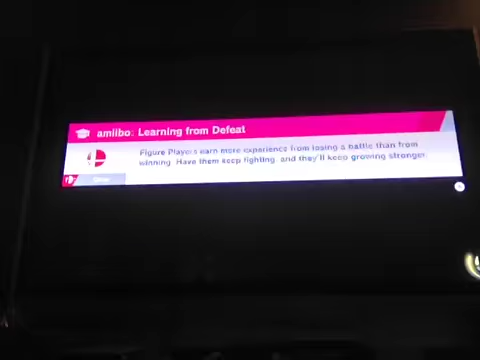 amiibo: Learning from Defeat
Figure Players earn more experience from losing a battle than from
winning. Have them keep fighting, and they'll keep growing stronger.